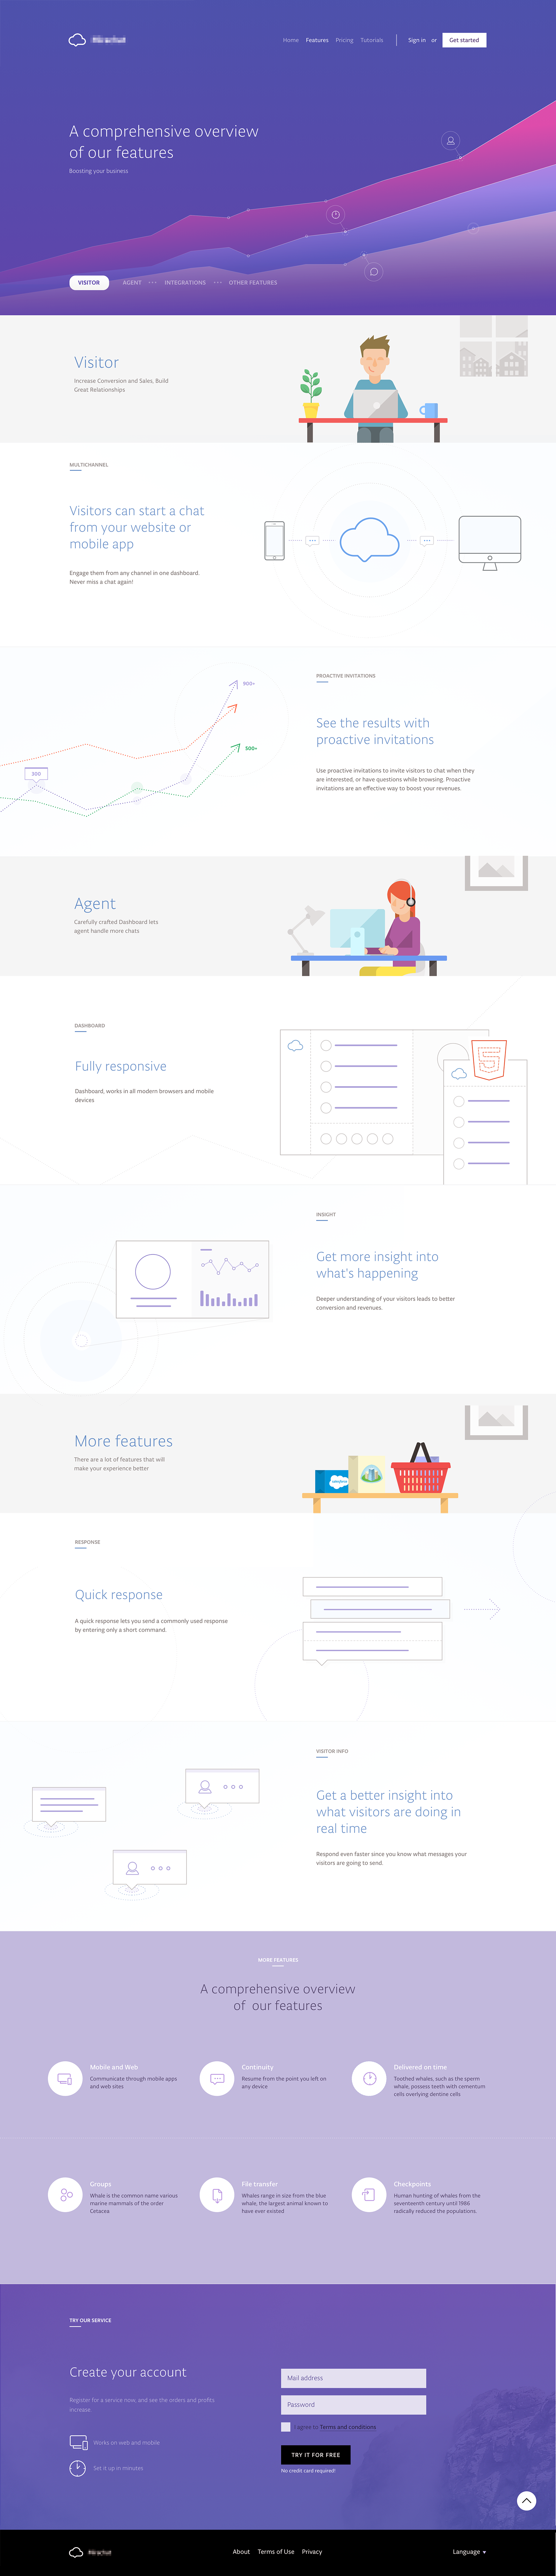 Home Features Pricing Tutorials Sign in or Get started
A comprehensive overview
of our features
Boosting your business
VISITOR AGENT INTEGRATIONS OTHER FEATURES
Visitor
Increase Conversion and Sales, Build
Great Relationships
MULTICHANNEL
Visitors can start a chat
from your website or
mobile app
Engage them from any channel in one dashboard.
Never miss a chat again!
900+
500+
300
PROACTIVE INVITATIONS
See the results with
proactive invitations
Use proactive invitations to invite visitors to chat when they
are interested, or have questions while browsing. Proactive
invitations are an effective way to boost your revenues.
Agent
Carefully crafted Dashboard lets
agent handle more chats
DASHBOARD
Fully responsive
Dashboard, works in all modern browsers and mobile
devices
5
INSIGHT
Get more insight into
what's happening
Deeper understanding of your visitors leads to better
conversion and revenues.
More features
There are a lot of features that will
make your experience better
salesforce
RESPONSE
Quick response
A quick response lets you send a commonly used response
by entering only a short command.
VISITOR INFO
Get a better insight into
what visitors are doing in
real time
Respond even faster since you know what messages your
visitors are going to send.
MORE FEATURES
A comprehensive overview
of our features
Mobile and Web
Communicate through mobile apps
and web sites
Continuity
Resume from the point you left on
any device
Delivered on time
Toothed whales, such as the sperm
whale, possess teeth with cementum
cells overlying dentine cells
Groups
Whale is the common name various
marine mammals of the order
Cetacea
File transfer
Whales range in size from the blue
whale, the largest animal known to
have ever existed
Checkpoints
Human hunting of whales from the
seventeenth century until 1986
radically reduced the populations
TRY OUR SERVICE
Create your account
Register for a service now, and see the orders and profits
increase
Works on web and mobile
Set it up in minutes
Mail address
Password
I agree to Terms and conditions
TRY IT FOR FREE
No credit card required!
About Terms of Use Privacy
Language